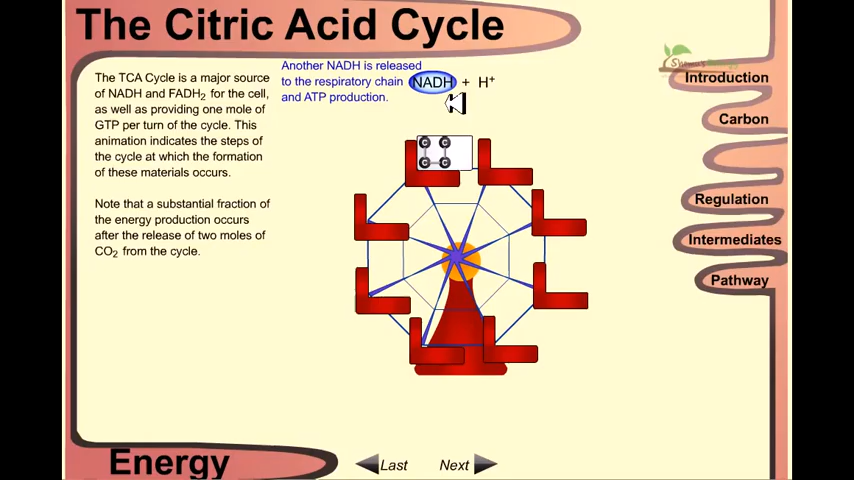 The Citric Acid Cycle
The TCA Cycle is a major source
of NADH and FADH2 for the cell,
as well as providing one mole of
GTP per turn of the cycle. This
animation indicates the steps of
the cycle at which the formation
of these materials occurs.
Note that a substantial fraction of
the energy production occurs
after the release of two moles of
CO2 from the cycle.
Another NADH is released
to the respiratory chain
and ATP production.
NADH + H+
C C
C C
Introduction
Carbon
Regulation
Intermediates
Pathway
Energy
Last Next